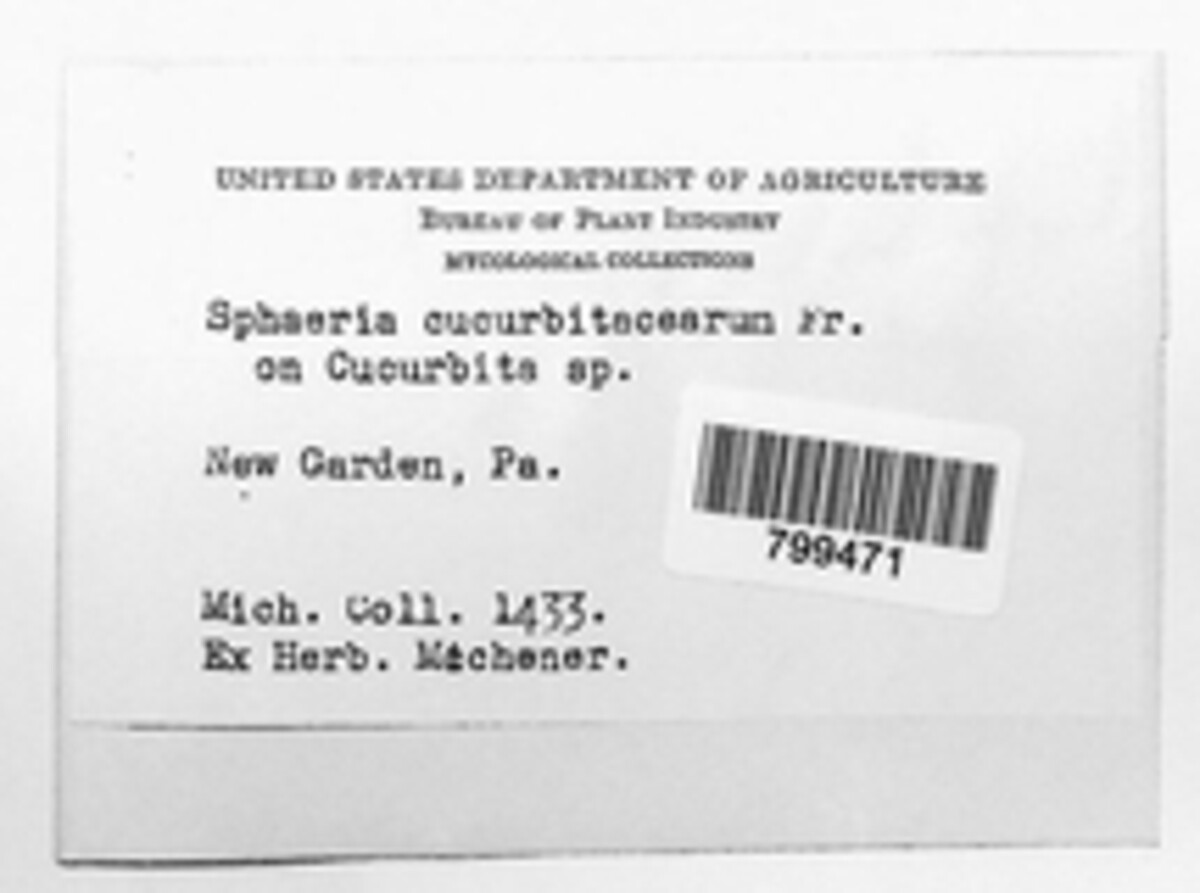 UNITED STATES DEPARTMENT OF AGRICULTURE
BUREAU OF PLANT INDUSTRY
MYCOLOGICAL COLLECTIONS
Sphaeria cucurbitacearun Fr.
on Cucurbita sp.
New Garden, Pa.
799471
Mich. Coll. 1433.
Ex Herb. Michener.